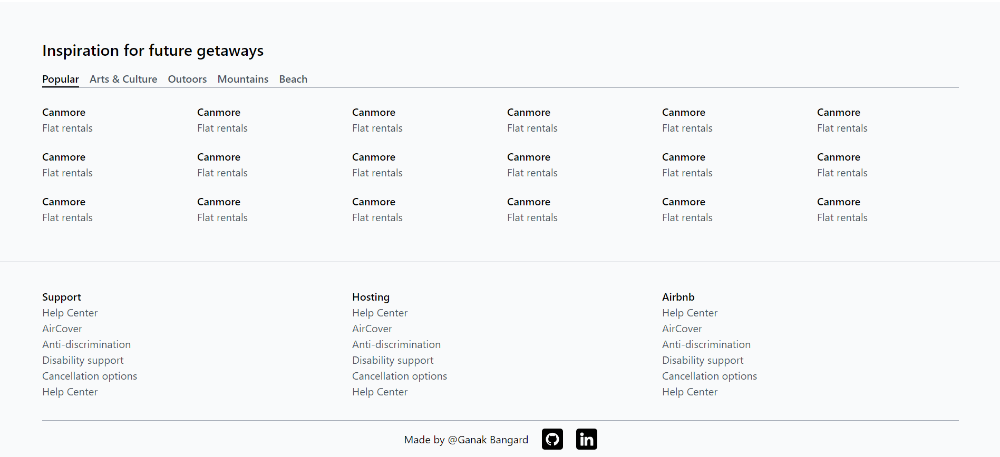 Inspiration for future getaways
Popular Arts & Culture Outoors Mountains Beach
Canmore Canmore Canmore Canmore Canmore Canmore
Flat rentals Flat rentals Flat rentals Flat rentals Flat rentals Flat rentals
Canmore Canmore Canmore Canmore Canmore Canmore
Flat rentals Flat rentals Flat rentals Flat rentals Flat rentals Flat rentals
Canmore Canmore Canmore Canmore Canmore Canmore
Flat rentals Flat rentals Flat rentals Flat rentals Flat rentals Flat rentals
Support
Help Center
AirCover
Anti-discrimination
Disability support
Cancellation options
Help Center
Hosting
Help Center
AirCover
Anti-discrimination
Disability support
Cancellation options
Help Center
Airbnb
Help Center
AirCover
Anti-discrimination
Disability support
Cancellation options
Help Center
Made by @Ganak Bangard in